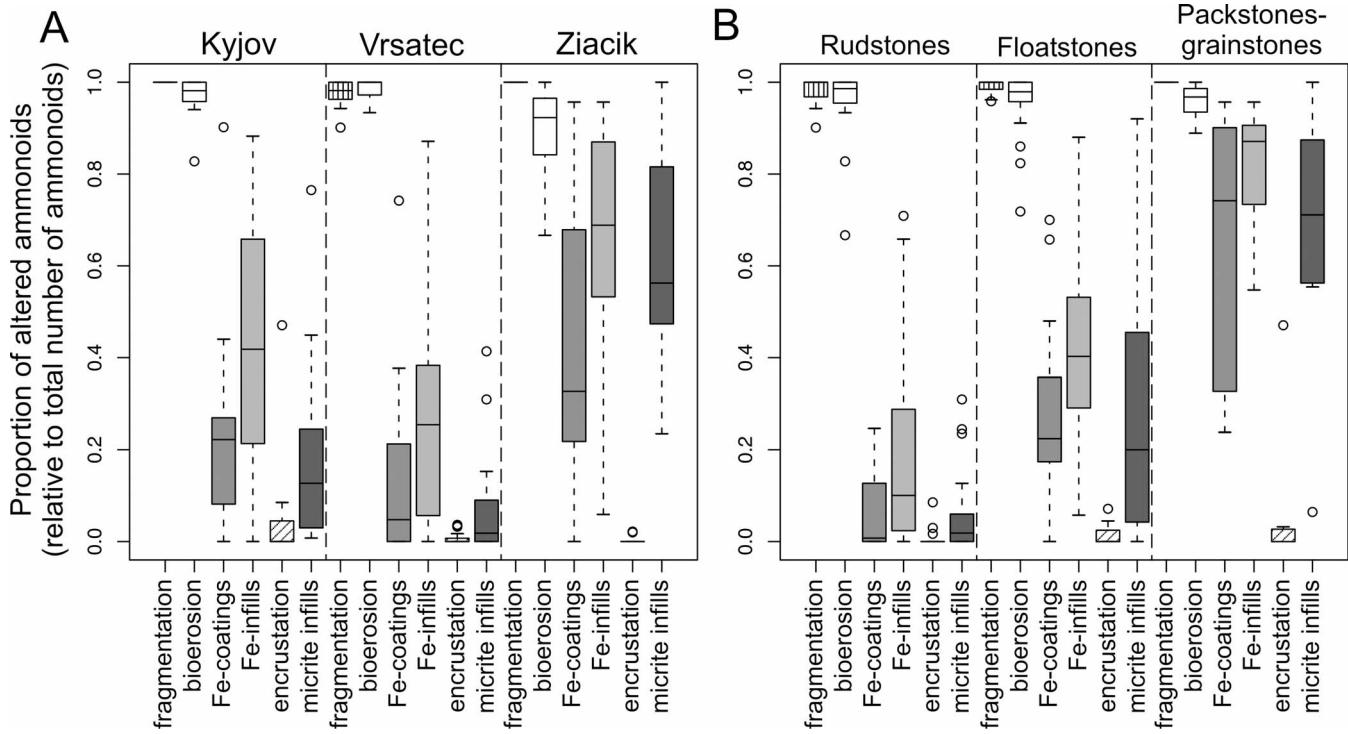 A
Kyjov
Vrsatec
Ziacik
Proportion of altered ammonoids
(relative to total number of ammonoids)
1.0
0.8
0.6
0.4
0.2
0.0
fragmentation
bioerosion
Fe-coatings
Fe-infills
encrustation
micrite infills
fragmentation
bioerosion
Fe-coatings
Fe-infills
encrustation
micrite infills
fragmentation
bioerosion
Fe-coatings
Fe-infills
encrustation
micrite infills
B
Rudstones
Floatstones
Packstones-
grainstones
1.0
0.8
0.6
0.4
0.2
0.0
fragmentation
bioerosion
Fe-coatings
Fe-infills
encrustation
micrite infills
fragmentation
bioerosion
Fe-coatings
Fe-infills
encrustation
micrite infills
fragmentation
bioerosion
Fe-coatings
Fe-infills
encrustation
micrite infills